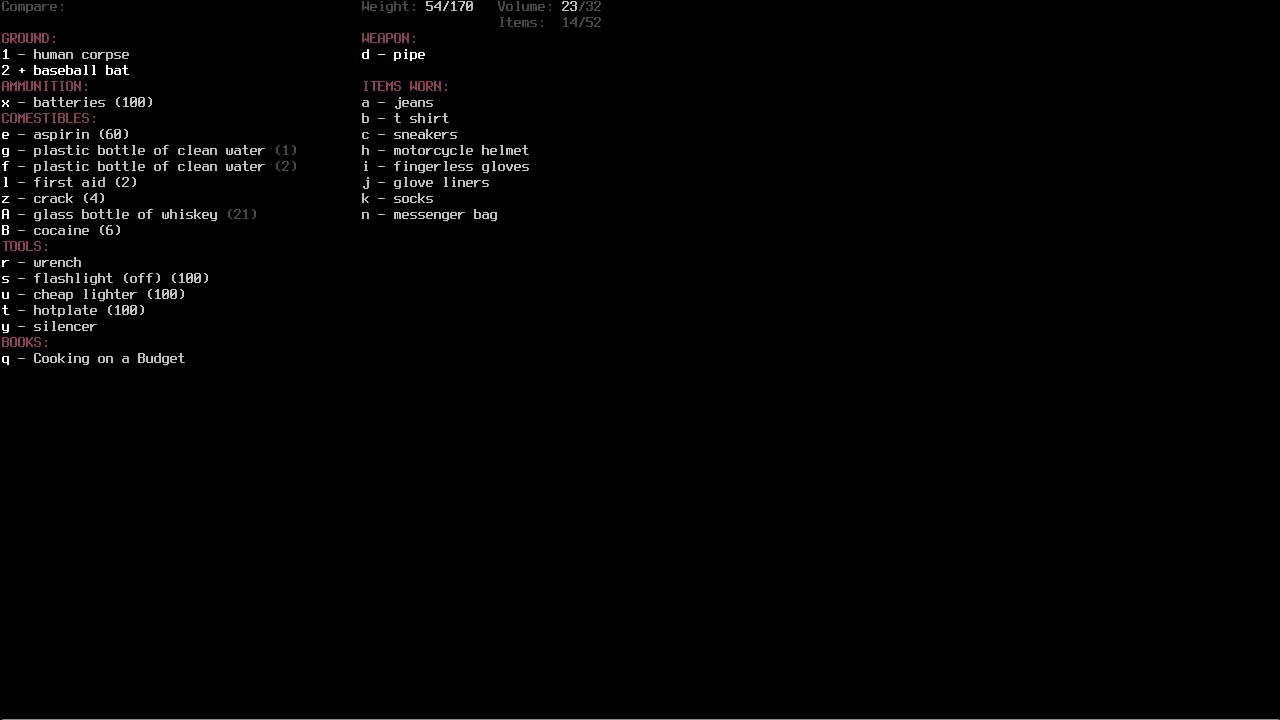 Compare: Weight: 54/170 Volume: 23/32
Items: 14/52
GROUND:
1 - human corpse
2 + baseball bat
AMMUNITION:
x - batteries (100)
COMESTIBLES:
e - aspirin (60)
g - plastic bottle of clean water (1)
f - plastic bottle of clean water (2)
l - first aid (2)
z - crack (4)
A - glass bottle of whiskey (21)
B - cocaine (6)
TOOLS:
r - wrench
s - flashlight (off) (100)
u - cheap lighter (100)
t - hotplate (100)
y - silencer
BOOKS:
q - Cooking on a Budget
WEAPON:
d - pipe
ITEMS WORN:
a - jeans
b - t shirt
c - sneakers
h - motorcycle helmet
i - fingerless gloves
j - glove liners
k - socks
n - messenger bag